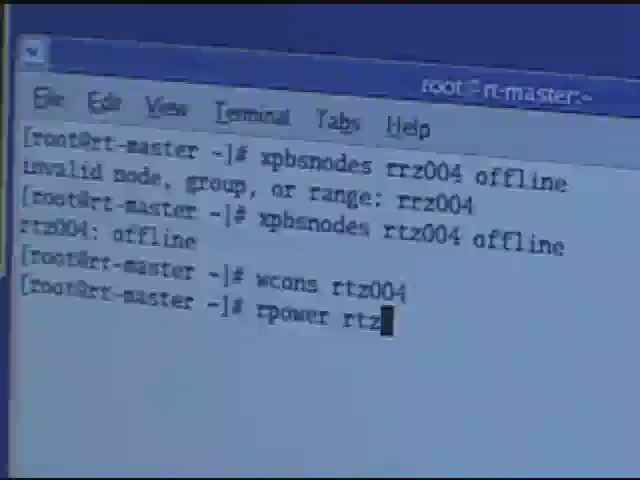 root@rt-master:~
File Edit View Terminal Tabs Help
[root@rt-master ~]# xpbsnodes rrz004 offline
invalid node, group, or range: rrz004
[root@rt-master ~]# xpbsnodes rtz004 offline
rtz004: offline
[root@rt-master ~]# wcons rtz004
[root@rt-master ~]# rpower rtz